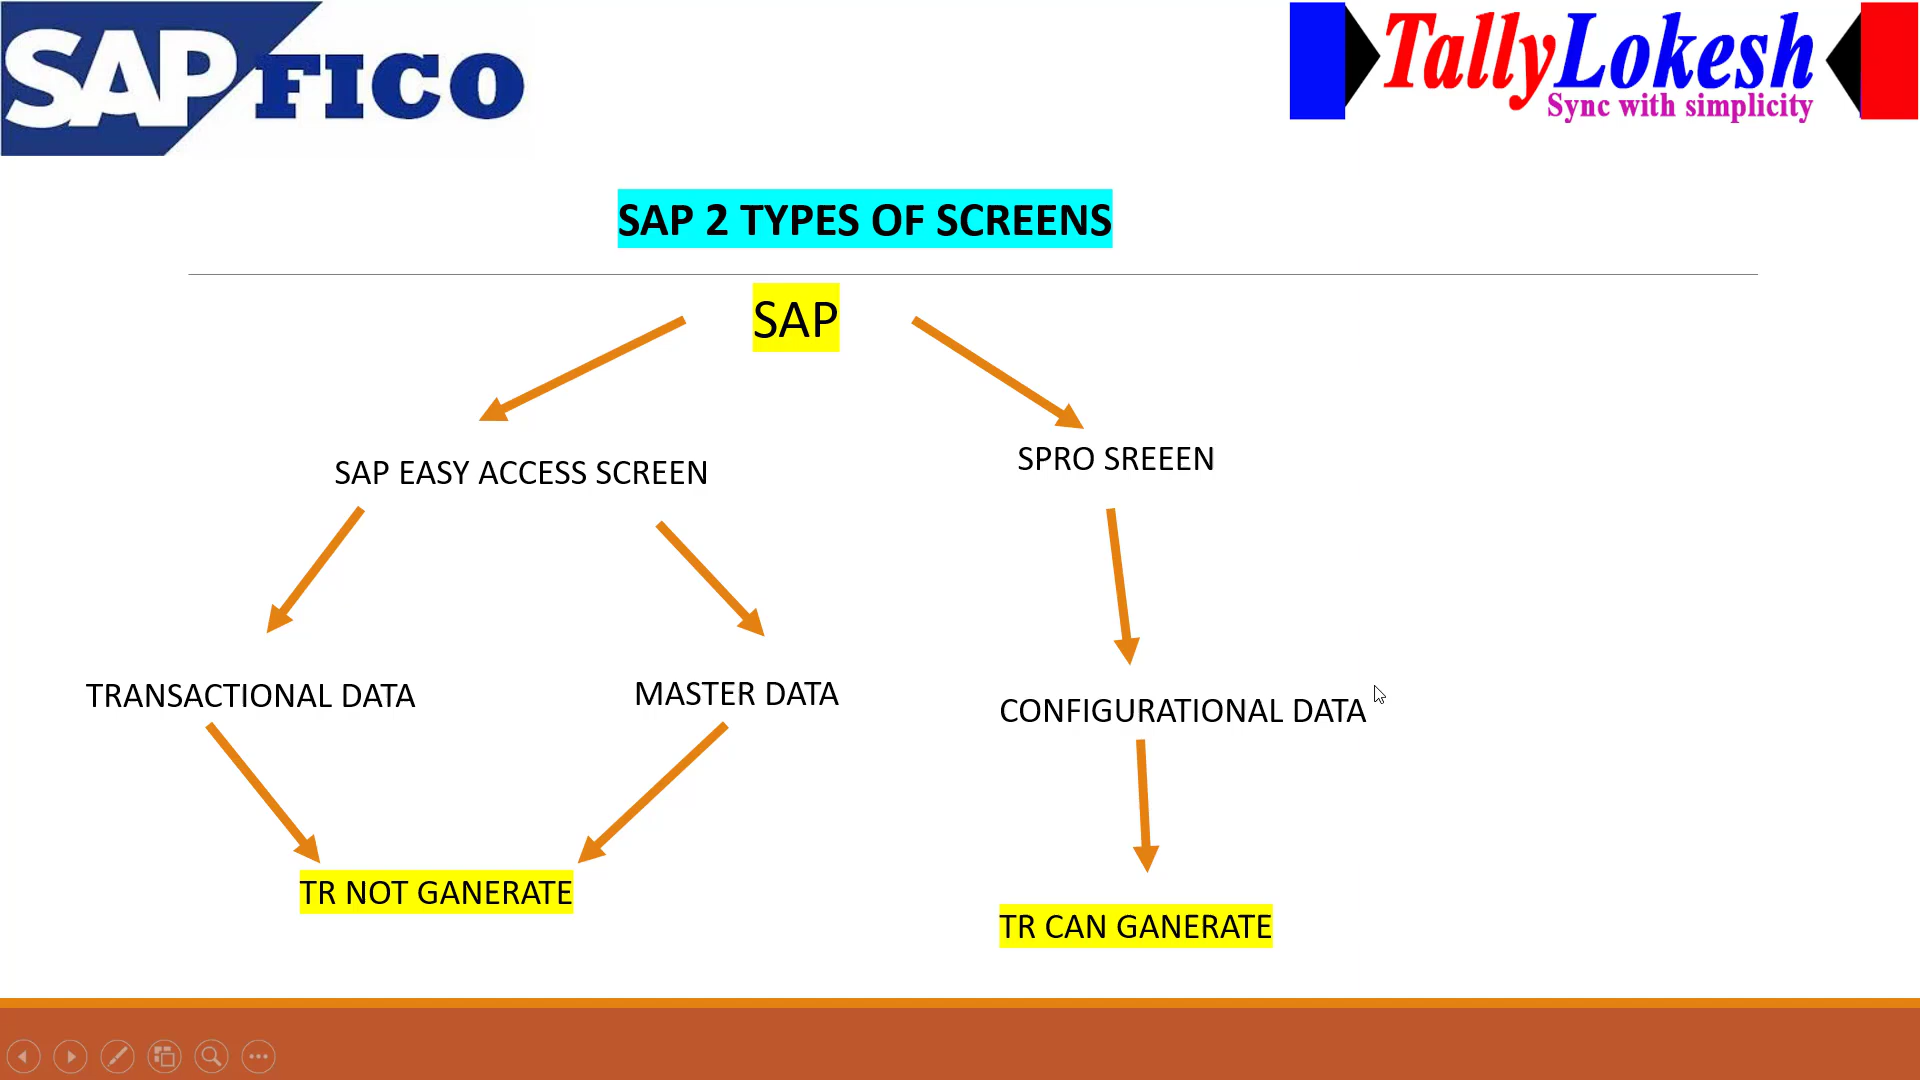 SAP FICO
TallyLokesh
Sync with simplicity
SAP 2 TYPES OF SCREENS
SAP
SAP EASY ACCESS SCREEN
SPRO SREEEN
TRANSACTIONAL DATA
MASTER DATA
CONFIGURATIONAL DATA
TR NOT GANERATE
TR CAN GANERATE